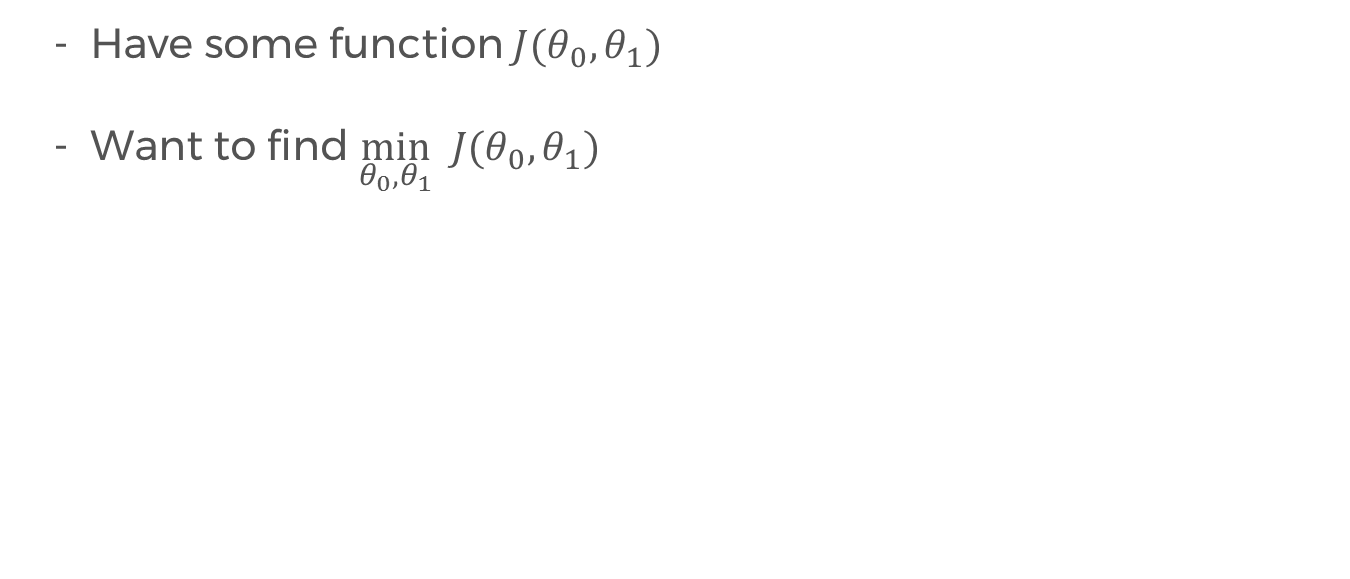 - Have some function J(θ₀,θ₁)
- Want to find min J(θ₀,θ₁)
θ₀,θ₁